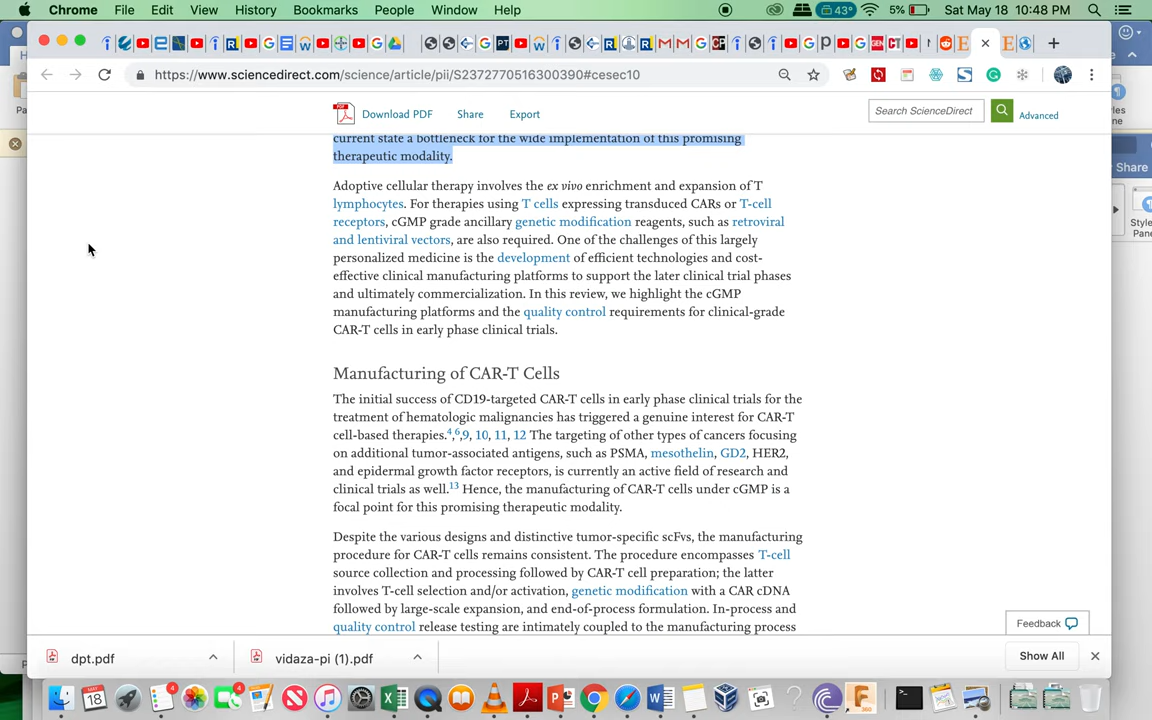 Chrome File Edit View History Bookmarks People Window Help 43° 5% Sat May 18 10:48 PM
https://www.sciencedirect.com/science/article/pii/S2372770516300390#cesec10
Download PDF Share Export Search ScienceDirect Advanced
current state a bottleneck for the wide implementation of this promising
therapeutic modality.
Adoptive cellular therapy involves the ex vivo enrichment and expansion of T
lymphocytes. For therapies using T cells expressing transduced CARs or T-cell
receptors, cGMP grade ancillary genetic modification reagents, such as retroviral
and lentiviral vectors, are also required. One of the challenges of this largely
personalized medicine is the development of efficient technologies and cost-
effective clinical manufacturing platforms to support the later clinical trial phases
and ultimately commercialization. In this review, we highlight the cGMP
manufacturing platforms and the quality control requirements for clinical-grade
CAR-T cells in early phase clinical trials.
Manufacturing of CAR-T Cells
The initial success of CD19-targeted CAR-T cells in early phase clinical trials for the
treatment of hematologic malignancies has triggered a genuine interest for CAR-T
cell-based therapies.4,6,9, 10, 11, 12 The targeting of other types of cancers focusing
on additional tumor-associated antigens, such as PSMA, mesothelin, GD2, HER2,
and epidermal growth factor receptors, is currently an active field of research and
clinical trials as well.13 Hence, the manufacturing of CAR-T cells under cGMP is a
focal point for this promising therapeutic modality.
Despite the various designs and distinctive tumor-specific scFvs, the manufacturing
procedure for CAR-T cells remains consistent. The procedure encompasses T-cell
source collection and processing followed by CAR-T cell preparation; the latter
involves T-cell selection and/or activation, genetic modification with a CAR cDNA
followed by large-scale expansion, and end-of-process formulation. In-process and
quality control release testing are intimately coupled to the manufacturing process
Feedback
dpt.pdf vidaza-pi (1).pdf Show All
Share